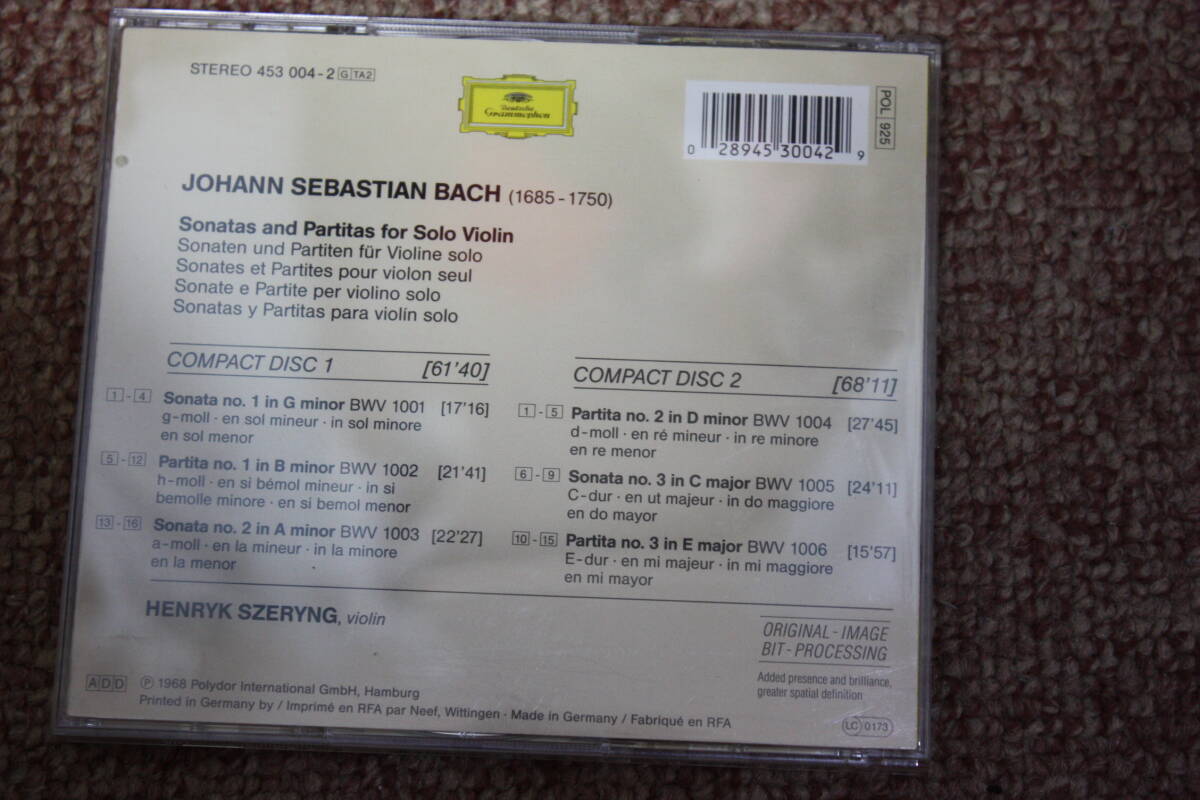 STEREO 453 004-2 G TA2
Deutsche
Grammophon
0 28945 30042 9
POL 925
JOHANN SEBASTIAN BACH (1685-1750)
Sonatas and Partitas for Solo Violin
Sonaten und Partiten für Violine solo
Sonates et Partites pour violon seul
Sonate e Partite per violino solo
Sonatas y Partitas para violín solo
COMPACT DISC 1 [61'40]
1 - 4 Sonata no. 1 in G minor BWV 1001 [17'16]
g-moll · en sol mineur · in sol minore
en sol menor
5 - 12 Partita no. 1 in B minor BWV 1002 [21'41]
h-moll · en si bémol mineur · in si
bemolle minore · en si bemol menor
13 - 16 Sonata no. 2 in A minor BWV 1003 [22'27]
a-moll · en la mineur · in la minore
en la menor
COMPACT DISC 2 [68'11]
1 - 5 Partita no. 2 in D minor BWV 1004 [27'45]
d-moll · en ré mineur · in re minore
en re menor
6 - 9 Sonata no. 3 in C major BWV 1005 [24'11]
C-dur · en ut majeur · in do maggiore
en do mayor
10 - 15 Partita no. 3 in E major BWV 1006 [15'57]
E-dur · en mi majeur · in mi maggiore
en mi mayor
HENRYK SZERYNG, violin
ORIGINAL - IMAGE
BIT - PROCESSING
Added presence and brilliance,
greater spatial definition
ADD ℗ 1968 Polydor International GmbH, Hamburg
Printed in Germany by / Imprimé en RFA par Neef, Wittingen · Made in Germany / Fabriqué en RFA
LC 0173